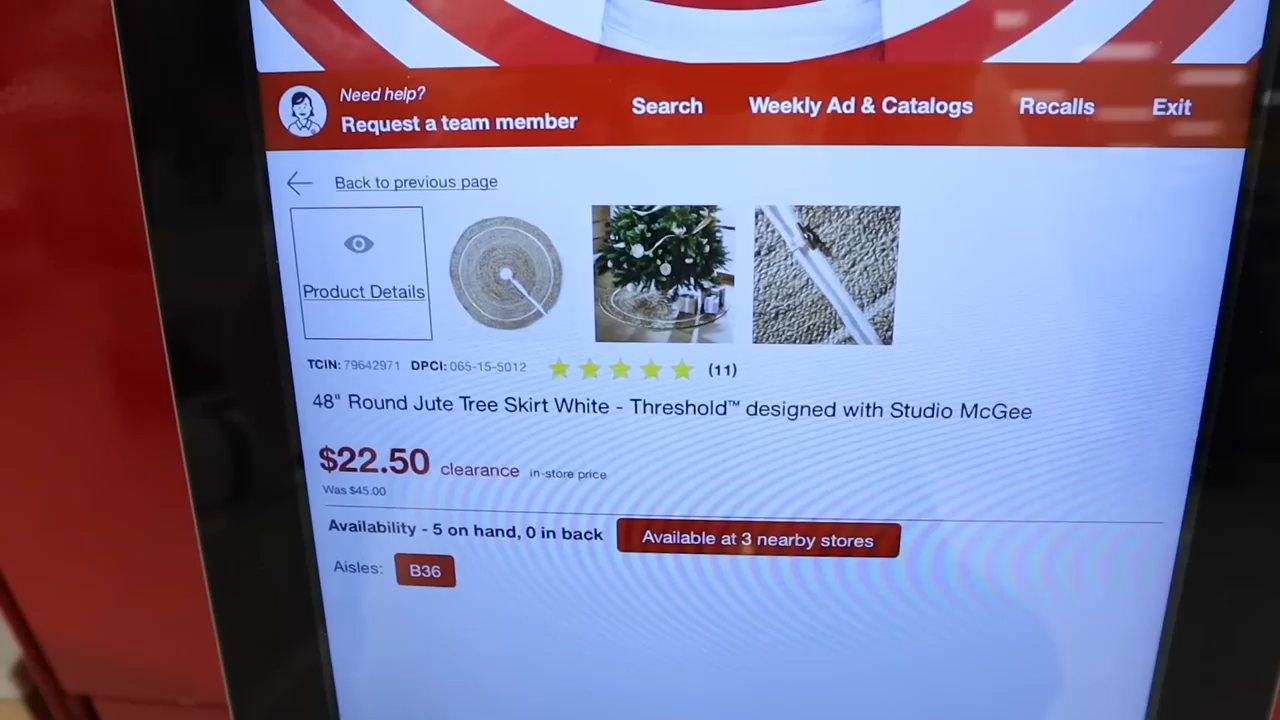 Need help?
Request a team member
Search
Weekly Ad & Catalogs
Recalls
Exit
Back to previous page
Product Details
TCIN: 79642971 DPCI: 065-15-5012
(11)
48" Round Jute Tree Skirt White - Threshold™ designed with Studio McGee
$22.50 clearance in-store price
Was $45.00
Availability - 5 on hand, 0 in back
Available at 3 nearby stores
Aisles: B36